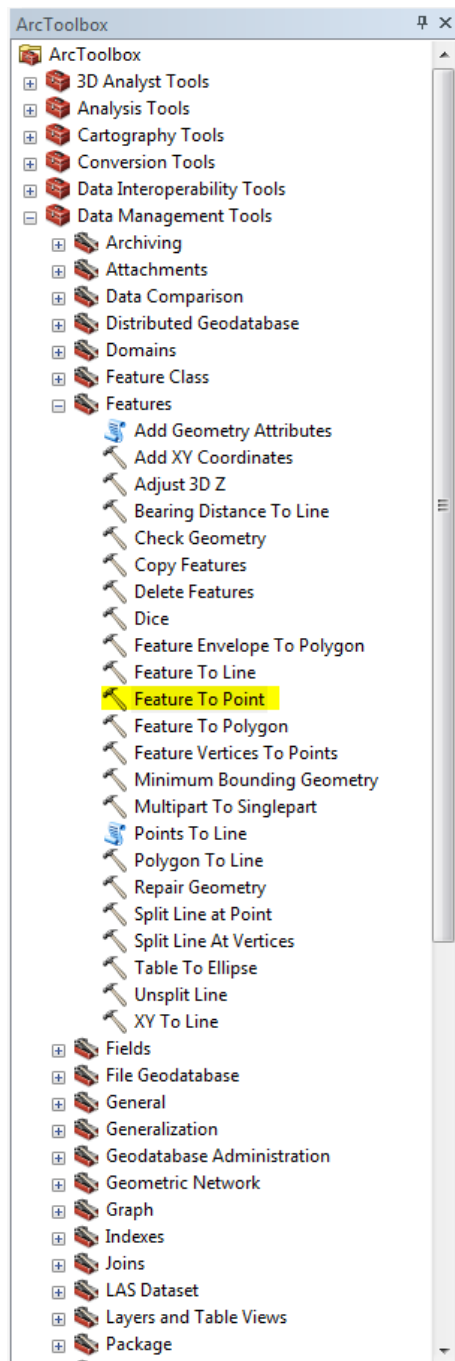 ArcToolbox
ArcToolbox
3D Analyst Tools
Analysis Tools
Cartography Tools
Conversion Tools
Data Interoperability Tools
Data Management Tools
Archiving
Attachments
Data Comparison
Distributed Geodatabase
Domains
Feature Class
Features
Add Geometry Attributes
Add XY Coordinates
Adjust 3D Z
Bearing Distance To Line
Check Geometry
Copy Features
Delete Features
Dice
Feature Envelope To Polygon
Feature To Line
Feature To Point
Feature To Polygon
Feature Vertices To Points
Minimum Bounding Geometry
Multipart To Singlepart
Points To Line
Polygon To Line
Repair Geometry
Split Line at Point
Split Line At Vertices
Table To Ellipse
Unsplit Line
XY To Line
Fields
File Geodatabase
General
Generalization
Geodatabase Administration
Geometric Network
Graph
Indexes
Joins
LAS Dataset
Layers and Table Views
Package